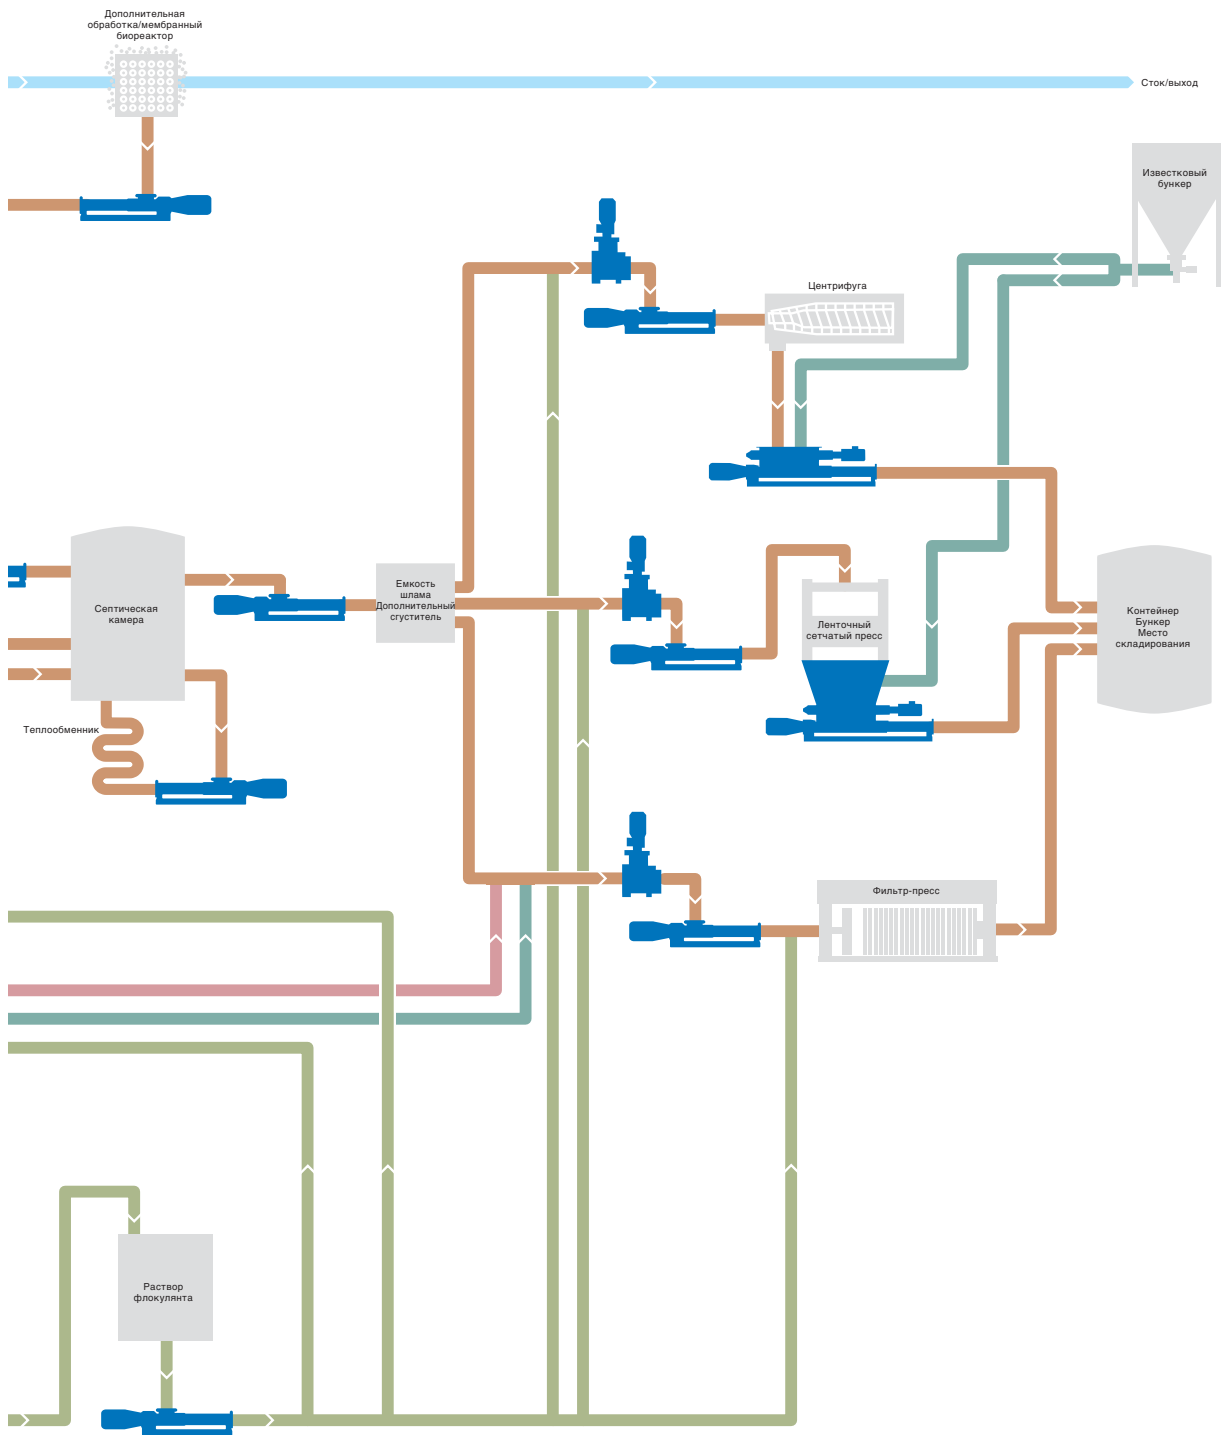 Дополнительная
обработка/мембранный
биореактор
Сток/выход
Известковый
бункер
Центрифуга
Септическая
камера
Емкость
шлама
Дополнительный
сгуститель
Ленточный
сетчатый пресс
Контейнер
Бункер
Место
складирования
Теплообменник
Фильтр-пресс
Раствор
флокулянта